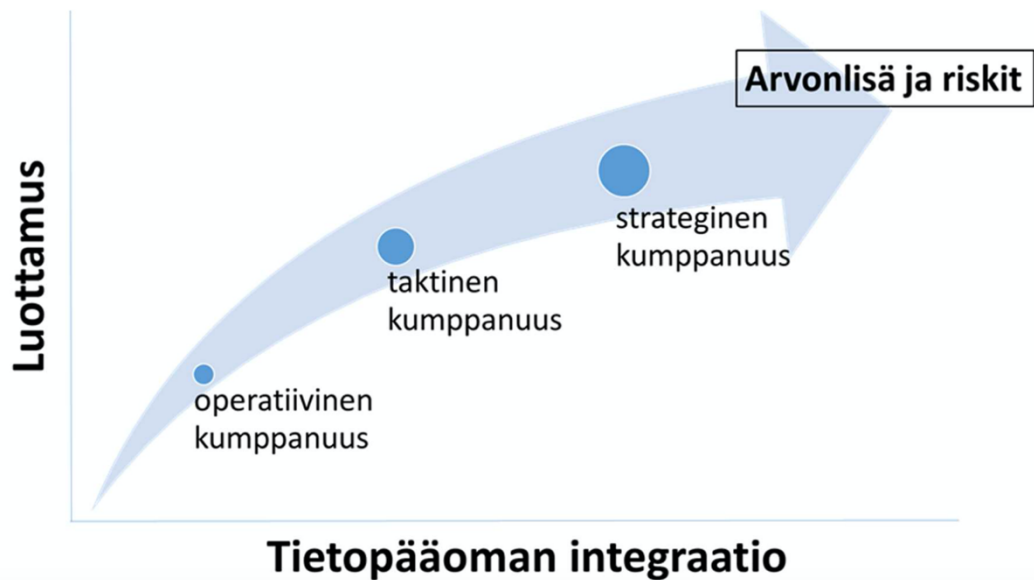 Arvonlisä ja riskit
Luottamus
strateginen
kumppanuus
taktinen
kumppanuus
operatiivinen
kumppanuus
Tietopääoman integraatio